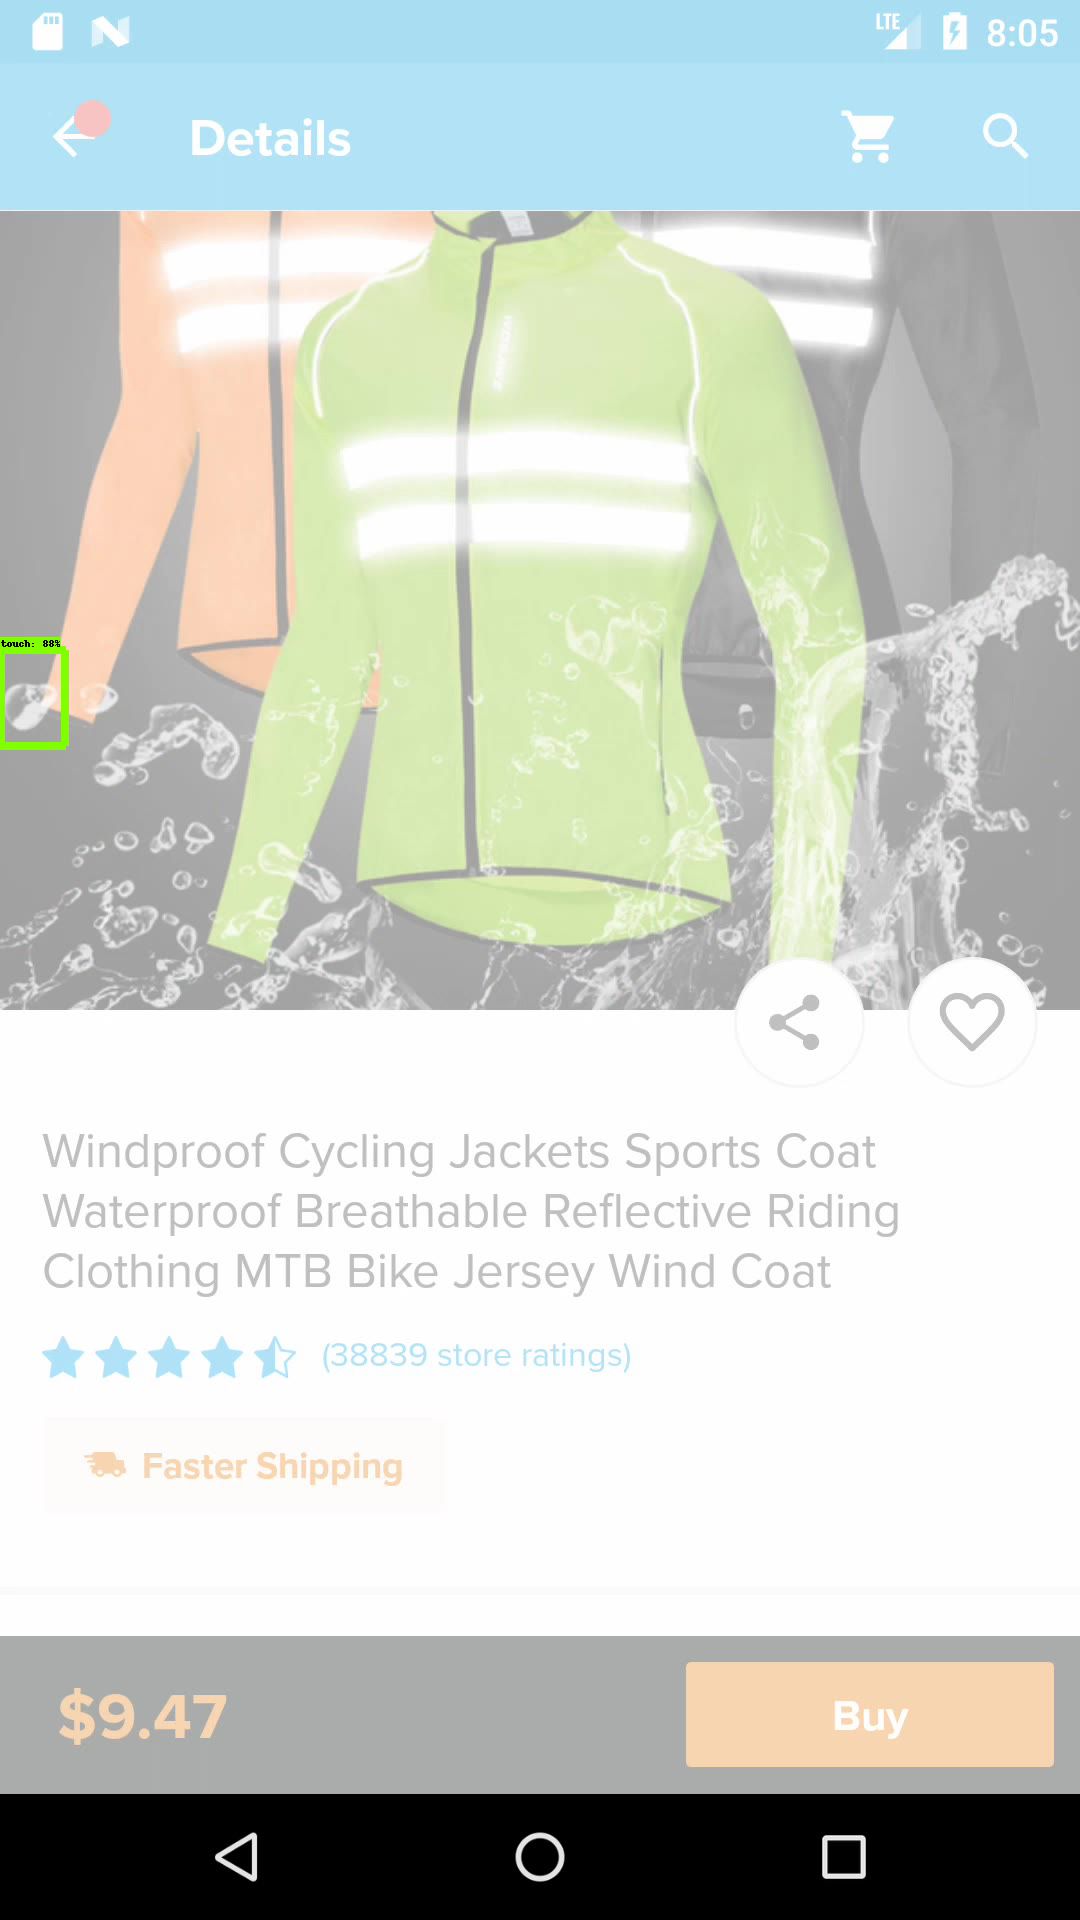 LTE 8:05
Details
touch: 88%
Windproof Cycling Jackets Sports Coat
Waterproof Breathable Reflective Riding
Clothing MTB Bike Jersey Wind Coat
(38839 store ratings)
Faster Shipping
$9.47
Buy